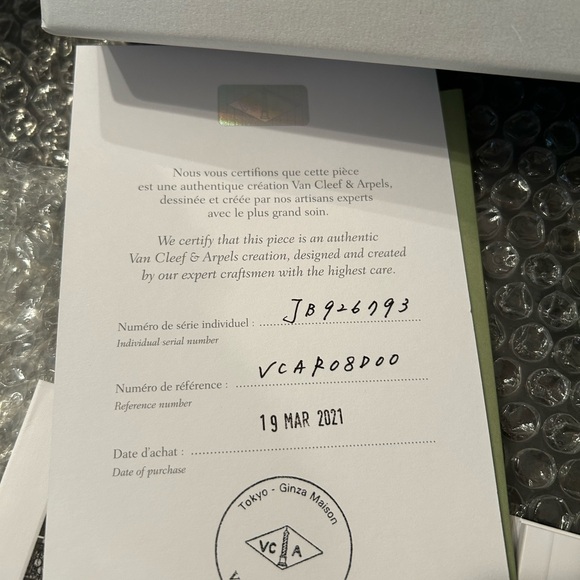 Nous vous certifions que cette pièce
est une authentique création Van Cleef & Arpels,
dessinée et créée par nos artisans experts
avec le plus grand soin.
We certify that this piece is an authentic
Van Cleef & Arpels creation, designed and created
by our expert craftsmen with the highest care.
Numéro de série individuel : JB926793
Individual serial number
Numéro de référence : VCAR08D00
Reference number
19 MAR 2021
Date d'achat :
Date of purchase
Tokyo - Ginza Maison
VC A